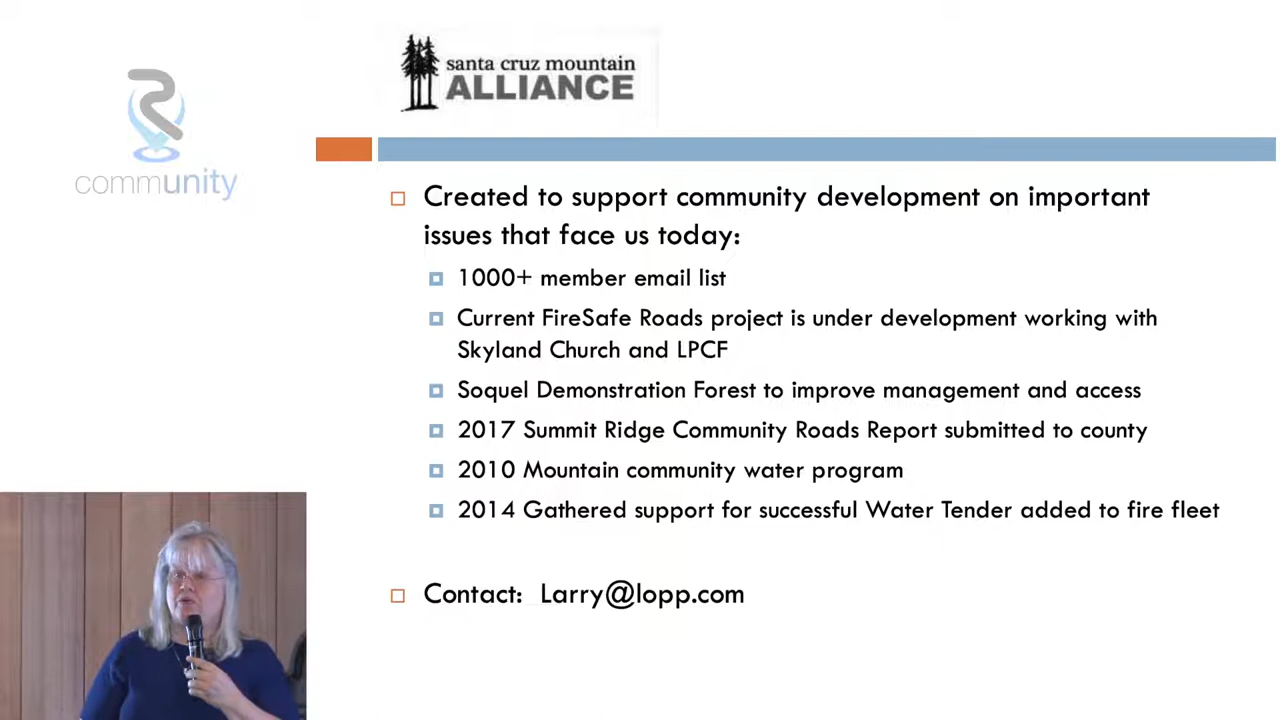 santa cruz mountain
ALLIANCE
R
commUNITY
Created to support community development on important
issues that face us today:
1000+ member email list
Current FireSafe Roads project is under development working with
Skyland Church and LPCF
Soquel Demonstration Forest to improve management and access
2017 Summit Ridge Community Roads Report submitted to county
2010 Mountain community water program
2014 Gathered support for successful Water Tender added to fire fleet
Contact: Larry@lopp.com